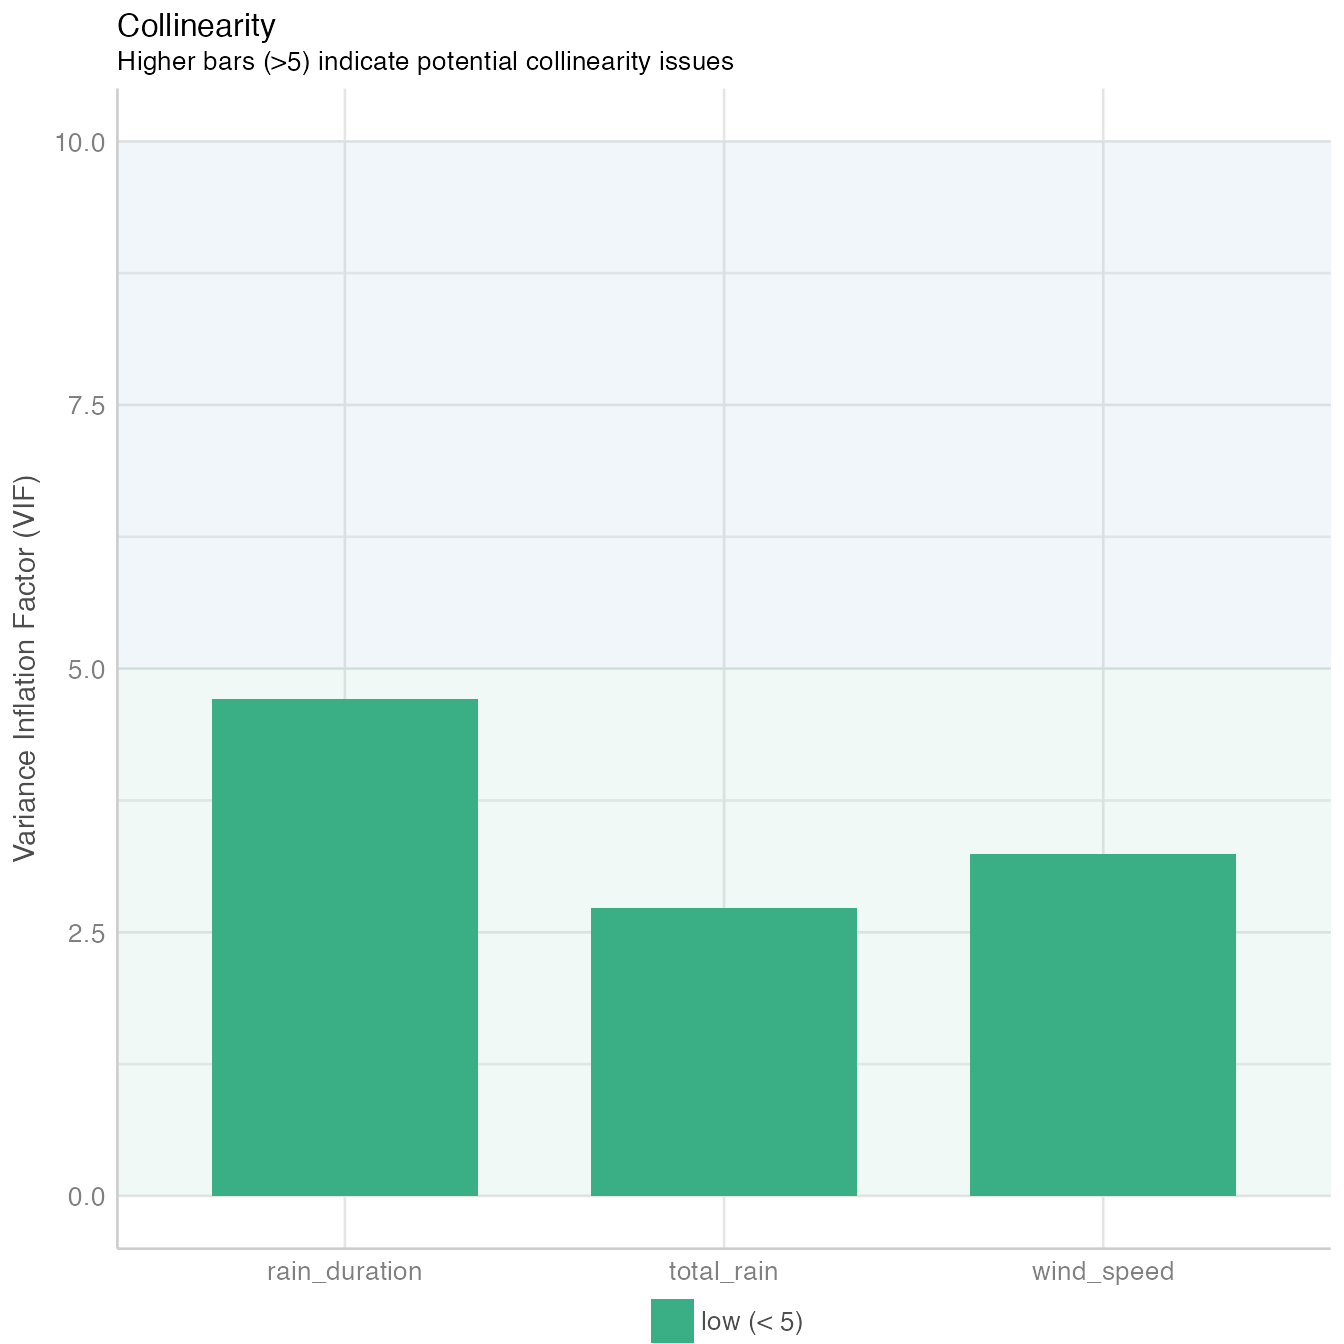 Collinearity
Higher bars (>5) indicate potential collinearity issues
Variance Inflation Factor (VIF)
10.0
7.5
5.0
2.5
0.0
rain_duration
total_rain
wind_speed
low (< 5)